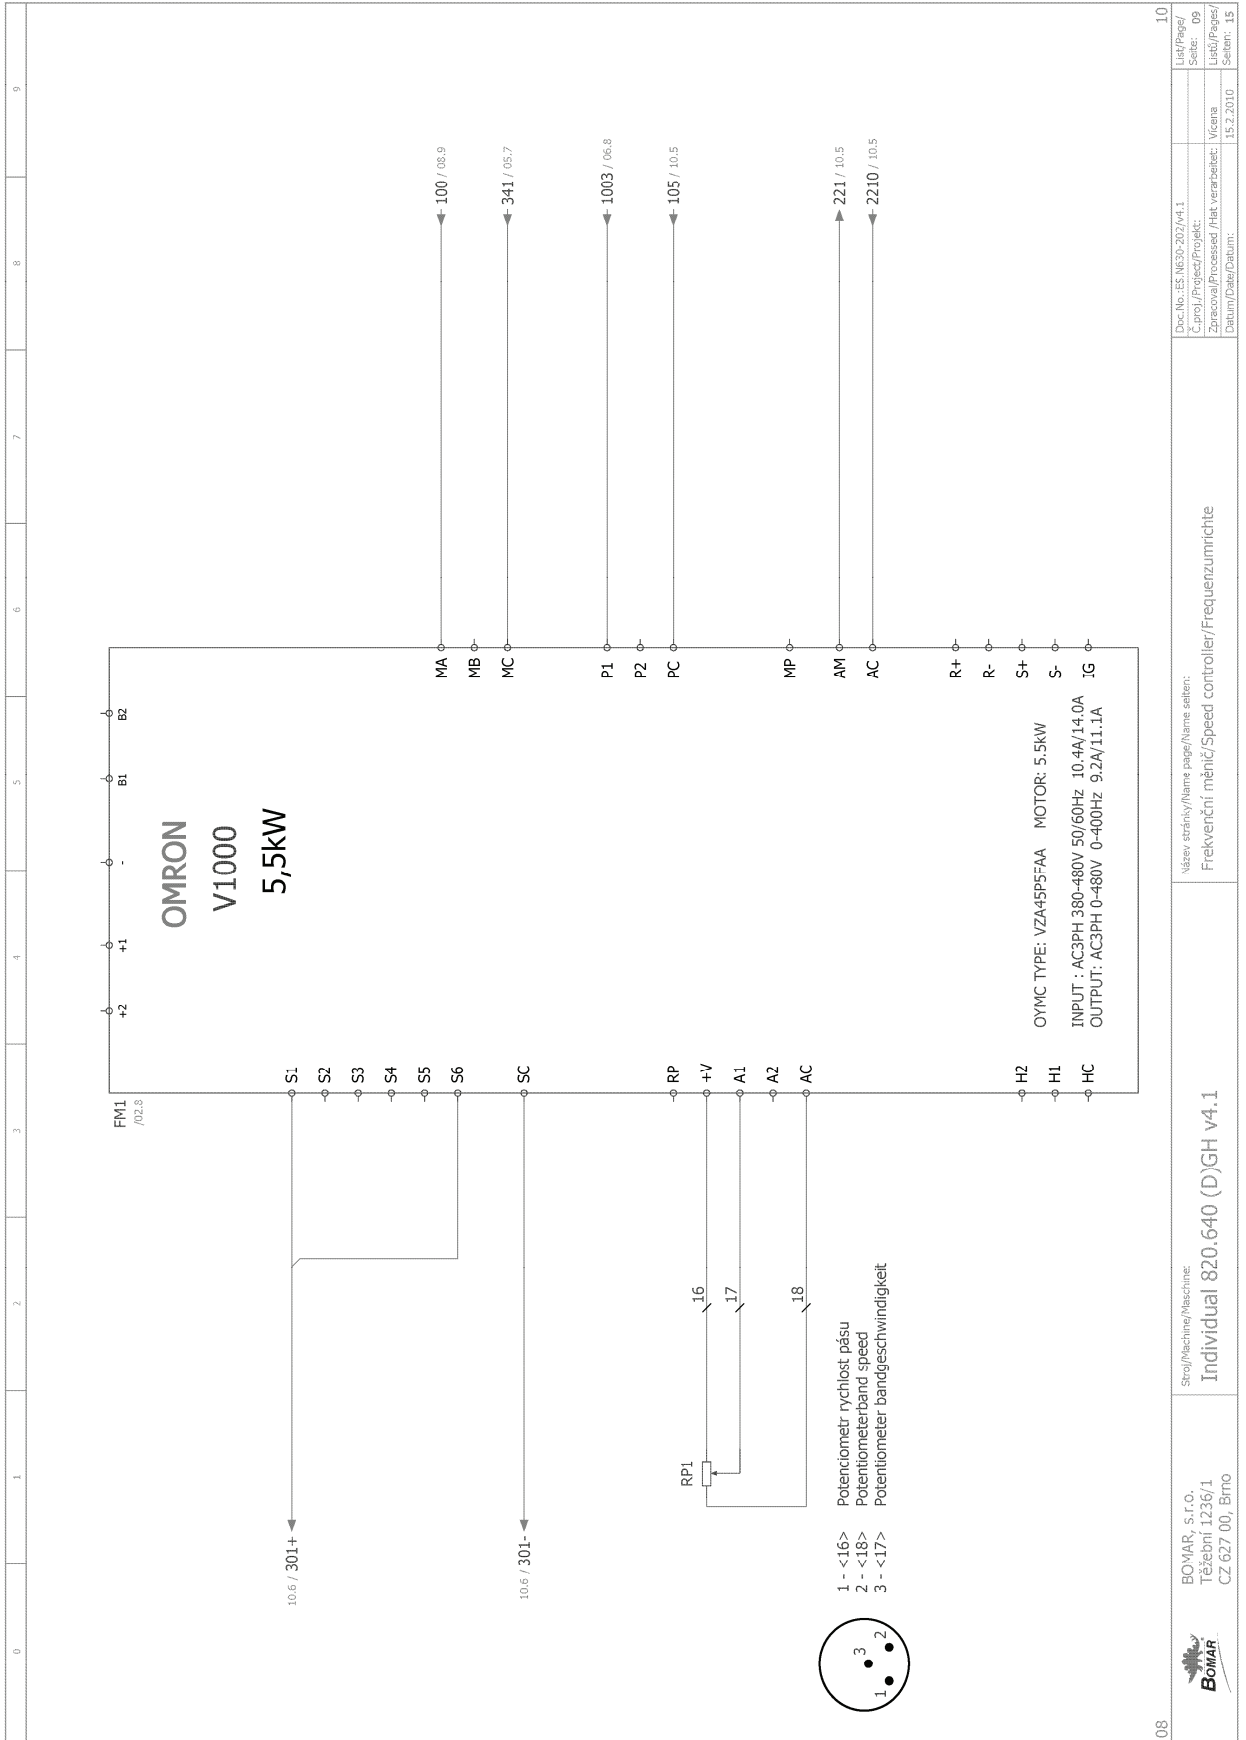 0 1 2 3 4 5 6 7 8 9
FM1
/02.8
+2 +1 - B1 B2
OMRON
V1000
5,5kW
10.6 / 301+
S1
S2
S3
S4
S5
S6
10.6 / 301-
SC
RP1
RP
16
+V
17
A1
A2
18
AC
H2
H1
HC
MA
100 / 08.9
MB
MC
341 / 05.7
P1
1003 / 06.8
P2
PC
105 / 10.5
MP
AM
221 / 10.5
AC
2210 / 10.5
R+
R-
S+
S-
IG
OYMC TYPE: VZA45P5FAA MOTOR: 5.5kW
INPUT : AC3PH 380-480V 50/60Hz 10.4A/14.0A
OUTPUT: AC3PH 0-480V 0-400Hz 9.2A/11.1A
1 2 3
1 - <16> Potenciometr rychlost pásu
2 - <18> Potentiometerband speed
3 - <17> Potentiometer bandgeschwindigkeit
08
10
BOMAR
BOMAR, s.r.o.
Těžební 1236/1
CZ 627 00, Brno
Stroj/Machine/Maschine:
Individual 820.640 (D)GH v4.1
Název stránky/Name page/Name seiten:
Frekvenční měnič/Speed controller/Frequenzumrichte
Doc.No.:ES.N630-202/v4.1
Č.proj./Project/Projekt:
Zpracoval/Processed /Hat verarbeitet: Vicena
Datum/Date/Datum: 15.2.2010
List/Page/
Seite: 09
Listů/Pages/
Seiten: 15